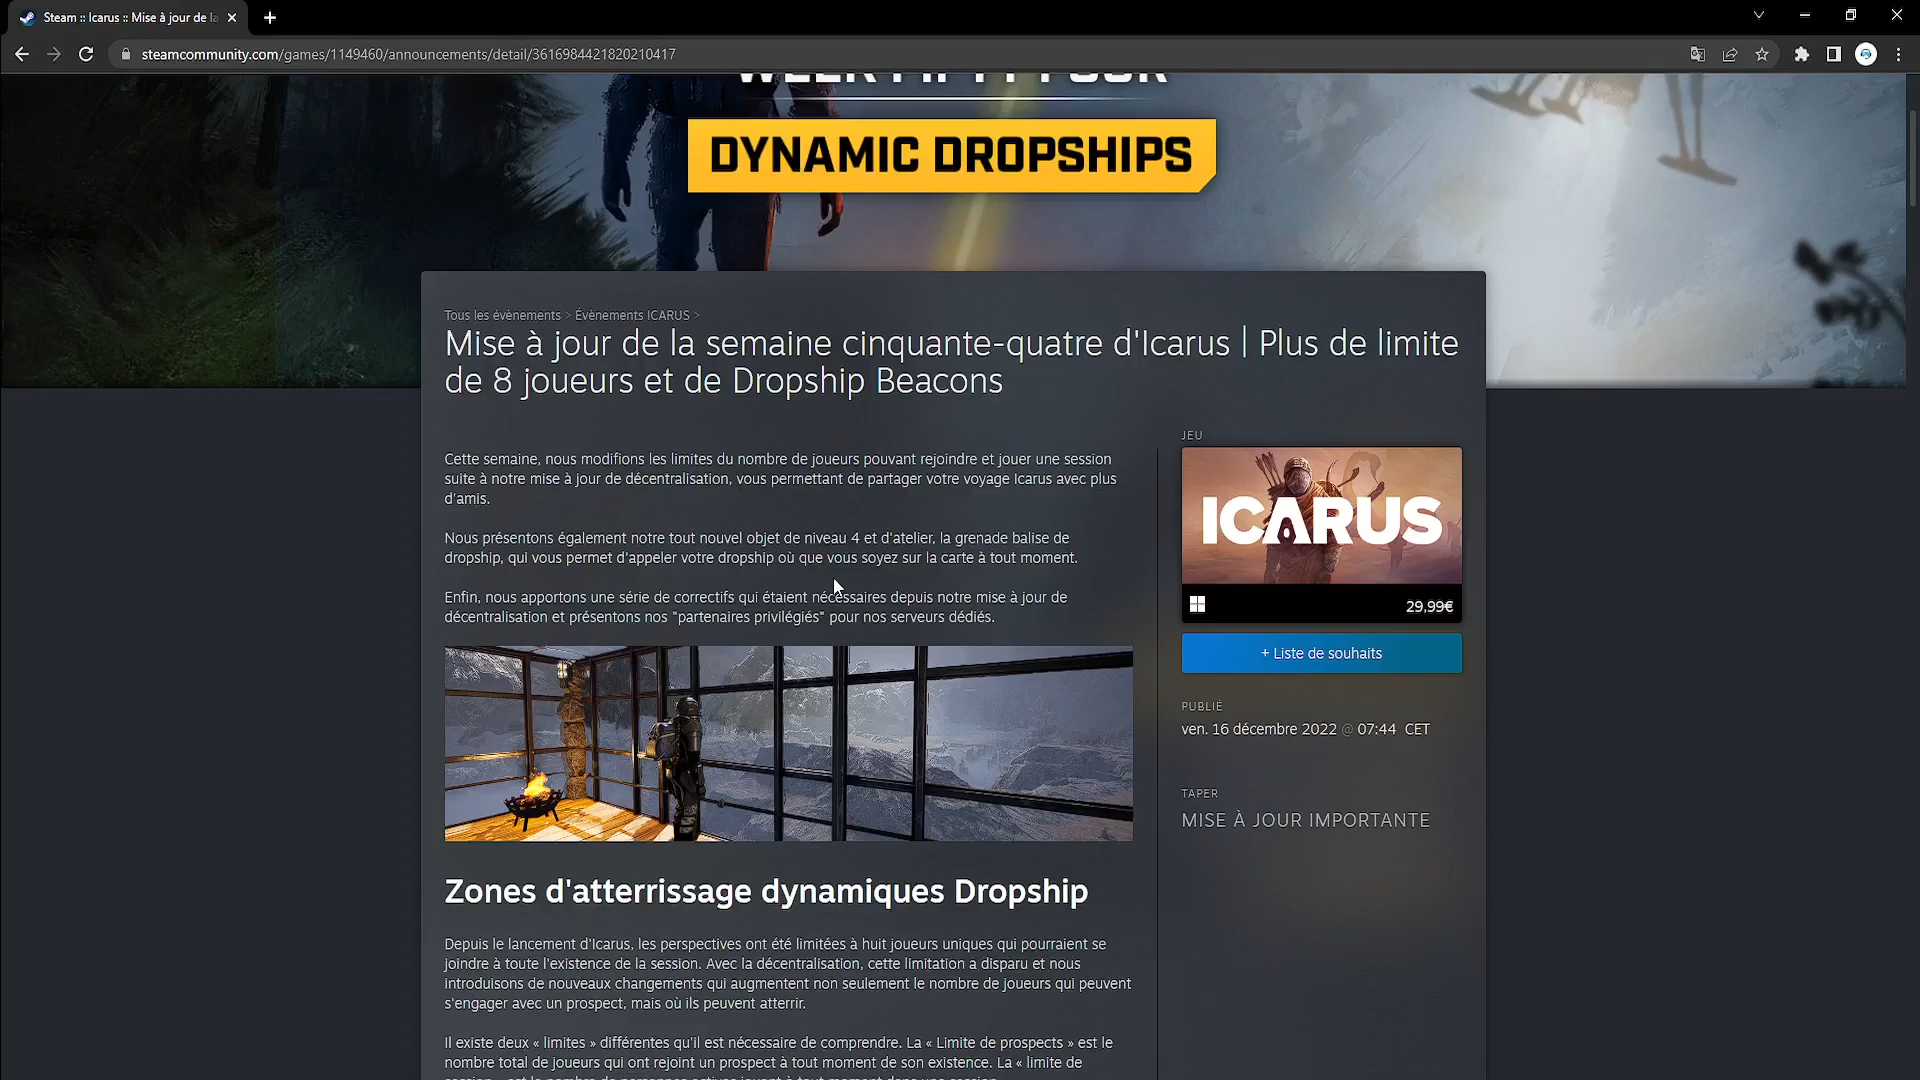 Steam :: Icarus :: Mise à jour de la
steamcommunity.com/games/1149460/announcements/detail/3616984421820210417
WEEK FIFTY FOUR
DYNAMIC DROPSHIPS
Tous les évènements > Évènements ICARUS >
Mise à jour de la semaine cinquante-quatre d'Icarus | Plus de limite
de 8 joueurs et de Dropship Beacons
Cette semaine, nous modifions les limites du nombre de joueurs pouvant rejoindre et jouer une session
suite à notre mise à jour de décentralisation, vous permettant de partager votre voyage Icarus avec plus
d'amis.
Nous présentons également notre tout nouvel objet de niveau 4 et d'atelier, la grenade balise de
dropship, qui vous permet d'appeler votre dropship où que vous soyez sur la carte à tout moment.
Enfin, nous apportons une série de correctifs qui étaient nécessaires depuis notre mise à jour de
décentralisation et présentons nos "partenaires privilégiés" pour nos serveurs dédiés.
JEU
ICARUS
29,99€
+ Liste de souhaits
PUBLIÉ
ven. 16 décembre 2022 @ 07:44 CET
TAPER
MISE À JOUR IMPORTANTE
Zones d'atterrissage dynamiques Dropship
Depuis le lancement d'Icarus, les perspectives ont été limitées à huit joueurs uniques qui pourraient se
joindre à toute l'existence de la session. Avec la décentralisation, cette limitation a disparu et nous
introduisons de nouveaux changements qui augmentent non seulement le nombre de joueurs qui peuvent
s'engager avec un prospect, mais où ils peuvent atterrir.
Il existe deux « limites » différentes qu'il est nécessaire de comprendre. La « Limite de prospects » est le
nombre total de joueurs qui ont rejoint un prospect à tout moment de son existence. La « limite de